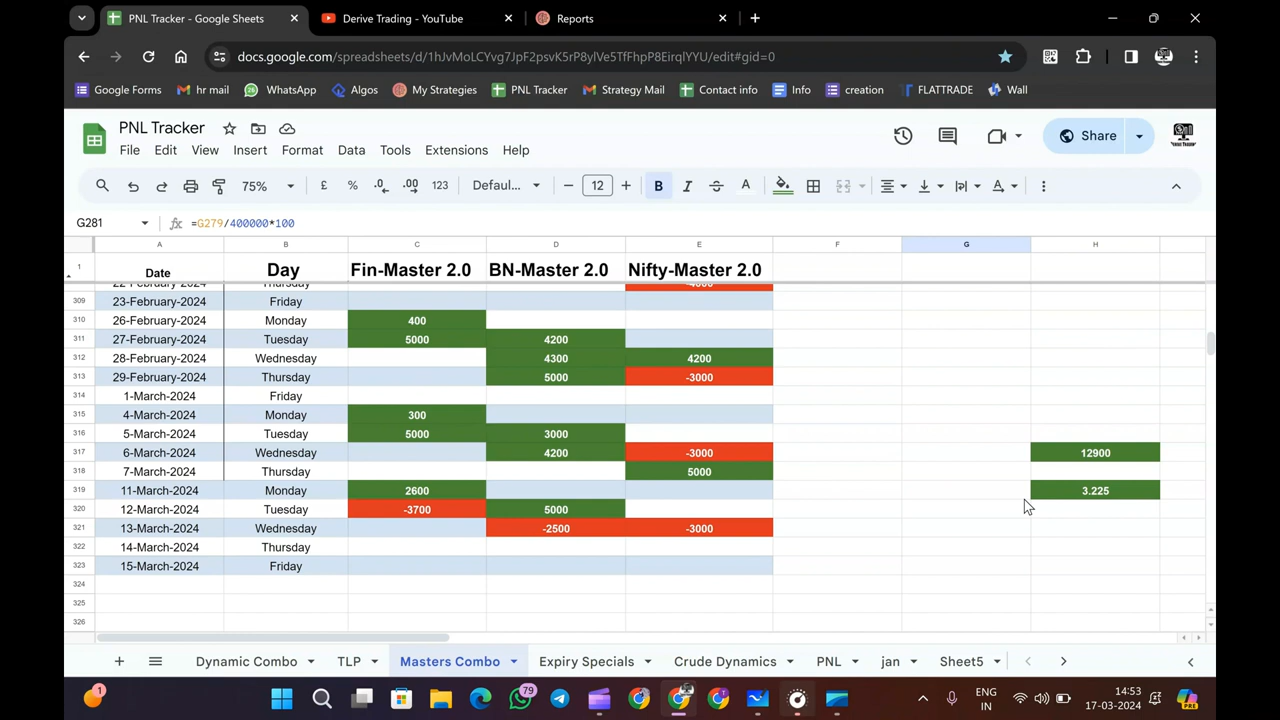 PNL Tracker - Google Sheets
Derive Trading - YouTube
Reports
docs.google.com/spreadsheets/d/1hJvMoLCYvg7JpF2psvK5rP8ylVe5TfFhpP8EirqlYYU/edit#gid=0
Google Forms hr mail WhatsApp Algos My Strategies PNL Tracker Strategy Mail Contact info Info creation FLATTRADE Wall
PNL Tracker
Share
File Edit View Insert Format Data Tools Extensions Help
75% £ % .0 .00 123 Defaul... 12 B I A
G281 fx =G279/400000*100
A B C D E F G H
1 Date Day Fin-Master 2.0 BN-Master 2.0 Nifty-Master 2.0
309 23-February-2024 Friday
310 26-February-2024 Monday 400
311 27-February-2024 Tuesday 5000 4200
312 28-February-2024 Wednesday 4300 4200
313 29-February-2024 Thursday 5000 -3000
314 1-March-2024 Friday
315 4-March-2024 Monday 300
316 5-March-2024 Tuesday 5000 3000
317 6-March-2024 Wednesday 4200 -3000 12900
318 7-March-2024 Thursday 5000
319 11-March-2024 Monday 2600 3.225
320 12-March-2024 Tuesday -3700 5000
321 13-March-2024 Wednesday -2500 -3000
322 14-March-2024 Thursday
323 15-March-2024 Friday
324
325
326
Dynamic Combo TLP Masters Combo Expiry Specials Crude Dynamics PNL jan Sheet5
1 79 ENG 14:53
IN 17-03-2024 PRE